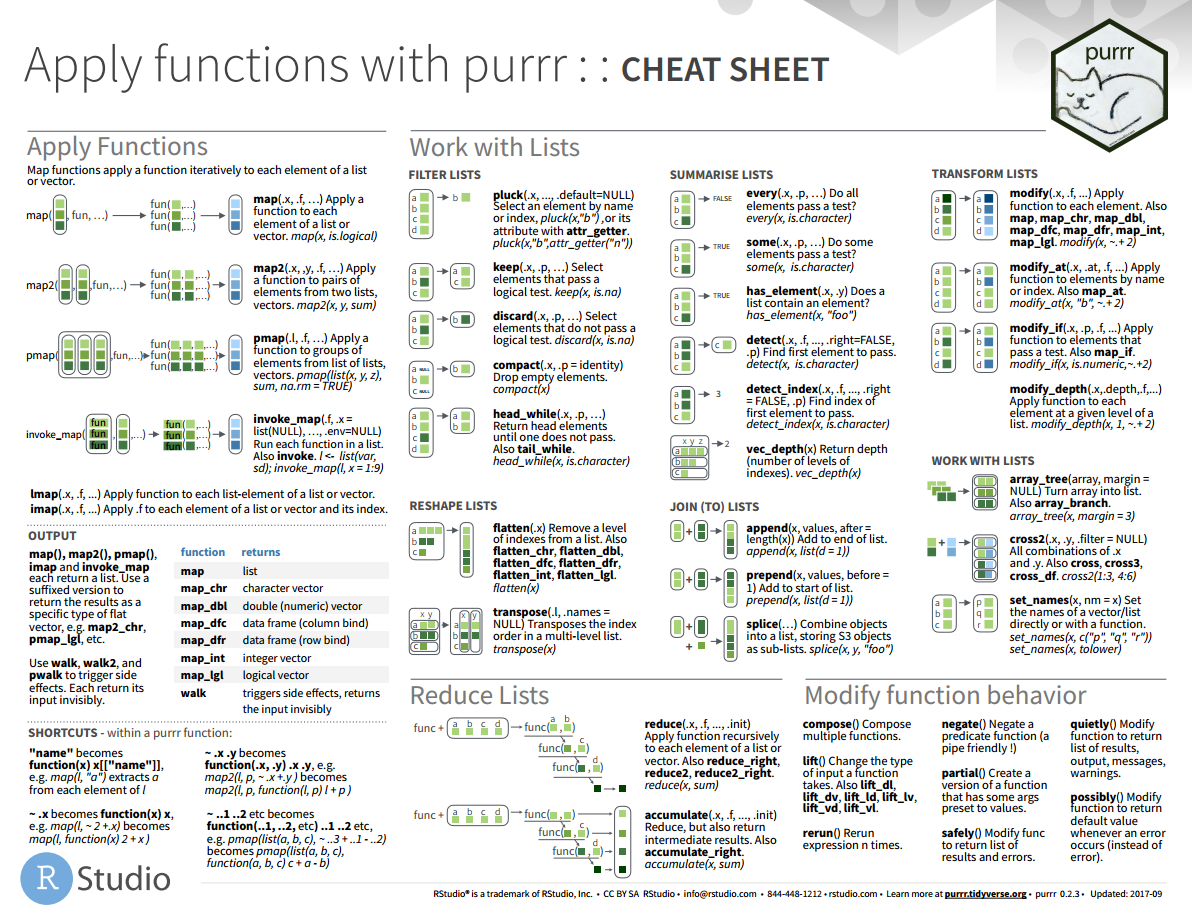 Apply functions with purrr : : CHEAT SHEET
purrr
Apply Functions
Map functions apply a function iteratively to each element of a list
or vector.
map( , fun, …)
fun( ,…)
fun( ,…)
fun( ,…)
map(.x, .f, …) Apply a
function to each
element of a list or
vector. map(x, is.logical)
map2( , ,fun,…)
fun( , ,…)
fun( , ,…)
fun( , ,…)
map2(.x, ,y, .f, …) Apply
a function to pairs of
elements from two lists,
vectors. map2(x, y, sum)
pmap( ,fun,…)
fun( , , ,…)
fun( , , ,…)
fun( , , ,…)
pmap(.l, .f, …) Apply a
function to groups of
elements from list of lists,
vectors. pmap(list(x, y, z),
sum, na.rm = TRUE)
invoke_map( fun fun fun , ,…)
fun ( ,…)
fun ( ,…)
fun ( ,…)
invoke_map(.f, .x =
list(NULL), …, .env=NULL)
Run each function in a list.
Also invoke. l <- list(var,
sd); invoke_map(l, x = 1:9)
lmap(.x, .f, ...) Apply function to each list-element of a list or vector.
imap(.x, .f, ...) Apply .f to each element of a list or vector and its index.
OUTPUT
map(), map2(), pmap(),
imap and invoke_map
each return a list. Use a
suffixed version to
return the results as a
specific type of flat
vector, e.g. map2_chr,
pmap_lgl, etc.
Use walk, walk2, and
pwalk to trigger side
effects. Each return its
input invisibly.
function returns
map list
map_chr character vector
map_dbl double (numeric) vector
map_dfc data frame (column bind)
map_dfr data frame (row bind)
map_int integer vector
map_lgl logical vector
walk triggers side effects, returns
the input invisibly
SHORTCUTS - within a purrr function:
"name" becomes
function(x) x[["name"]],
e.g. map(l, "a") extracts a
from each element of l
~ .x becomes function(x) x,
e.g. map(l, ~ 2 +.x) becomes
map(l, function(x) 2 + x )
~ .x .y becomes
function(.x, .y) .x .y, e.g.
map2(l, p, ~ .x +.y ) becomes
map2(l, p, function(l, p) l + p )
~ ..1 ..2 etc becomes
function(..1, ..2, etc) ..1 ..2 etc,
e.g. pmap(list(a, b, c), ~ ..3 + ..1 - ..2)
becomes pmap(list(a, b, c),
function(a, b, c) c + a - b)
Work with Lists
FILTER LISTS
a b c d
b
pluck(.x, ..., .default=NULL)
Select an element by name
or index, pluck(x,"b") ,or its
attribute with attr_getter.
pluck(x,"b",attr_getter("n"))
a b c
a c
keep(.x, .p, …) Select
elements that pass a
logical test. keep(x, is.na)
a b c
b
discard(.x, .p, …) Select
elements that do not pass a
logical test. discard(x, is.na)
a NULL b c NULL
b
compact(.x, .p = identity)
Drop empty elements.
compact(x)
a b c d
a b
head_while(.x, .p, …)
Return head elements
until one does not pass.
Also tail_while.
head_while(x, is.character)
RESHAPE LISTS
a b c
flatten(.x) Remove a level
of indexes from a list. Also
flatten_chr, flatten_dbl,
flatten_dfc, flatten_dfr,
flatten_int, flatten_lgl.
flatten(x)
x y
a b c
x y
a b c
transpose(.l, .names =
NULL) Transposes the index
order in a multi-level list.
transpose(x)
SUMMARISE LISTS
a b c
FALSE
every(.x, .p, …) Do all
elements pass a test?
every(x, is.character)
a b c
TRUE
some(.x, .p, …) Do some
elements pass a test?
some(x, is.character)
a b c
TRUE
has_element(.x, .y) Does a
list contain an element?
has_element(x, "foo")
a b c
c
detect(.x, .f, ..., .right=FALSE,
.p) Find first element to pass.
detect(x, is.character)
a b c
3
detect_index(.x, .f, ..., .right
= FALSE, .p) Find index of
first element to pass.
detect_index(x, is.character)
x y z
a b c
2
vec_depth(x) Return depth
(number of levels of
indexes). vec_depth(x)
JOIN (TO) LISTS
+
append(x, values, after =
length(x)) Add to end of list.
append(x, list(d = 1))
+
prepend(x, values, before =
1) Add to start of list.
prepend(x, list(d = 1))
+
+
splice(…) Combine objects
into a list, storing S3 objects
as sub-lists. splice(x, y, "foo")
TRANSFORM LISTS
a b c d
a b c d
modify(.x, .f, ...) Apply
function to each element. Also
map, map_chr, map_dbl,
map_dfc, map_dfr, map_int,
map_lgl. modify(x, ~.+ 2)
a b c d
a b c d
modify_at(.x, .at, .f, ...) Apply
function to elements by name
or index. Also map_at.
modify_at(x, "b", ~.+ 2)
a b c d
a b c d
modify_if(.x, .p, .f, ...) Apply
function to elements that
pass a test. Also map_if.
modify_if(x, is.numeric,~.+2)
modify_depth(.x,.depth,.f,...)
Apply function to each
element at a given level of a
list. modify_depth(x, 1, ~.+ 2)
WORK WITH LISTS
array_tree(array, margin =
NULL) Turn array into list.
Also array_branch.
array_tree(x, margin = 3)
+
cross2(.x, .y, .filter = NULL)
All combinations of .x
and .y. Also cross, cross3,
cross_df. cross2(1:3, 4:6)
a b c
p q r
set_names(x, nm = x) Set
the names of a vector/list
directly or with a function.
set_names(x, c("p", "q", "r"))
set_names(x, tolower)
Reduce Lists
func + a b c d
func( a , b )
func( , c )
func( , d )
reduce(.x, .f, ..., .init)
Apply function recursively
to each element of a list or
vector. Also reduce_right,
reduce2, reduce2_right.
reduce(x, sum)
func + a b c d
func( a , b )
func( , c )
func( , d )
accumulate(.x, .f, ..., .init)
Reduce, but also return
intermediate results. Also
accumulate_right.
accumulate(x, sum)
Modify function behavior
compose() Compose
multiple functions.
lift() Change the type
of input a function
takes. Also lift_dl,
lift_dv, lift_ld, lift_lv,
lift_vd, lift_vl.
rerun() Rerun
expression n times.
negate() Negate a
predicate function (a
pipe friendly !)
partial() Create a
version of a function
that has some args
preset to values.
safely() Modify func
to return list of
results and errors.
quietly() Modify
function to return
list of results,
output, messages,
warnings.
possibly() Modify
function to return
default value
whenever an error
occurs (instead of
error).
R Studio
RStudio® is a trademark of RStudio, Inc. • CC BY SA RStudio • info@rstudio.com • 844-448-1212 • rstudio.com • Learn more at purrr.tidyverse.org • purrr 0.2.3 • Updated: 2017-09